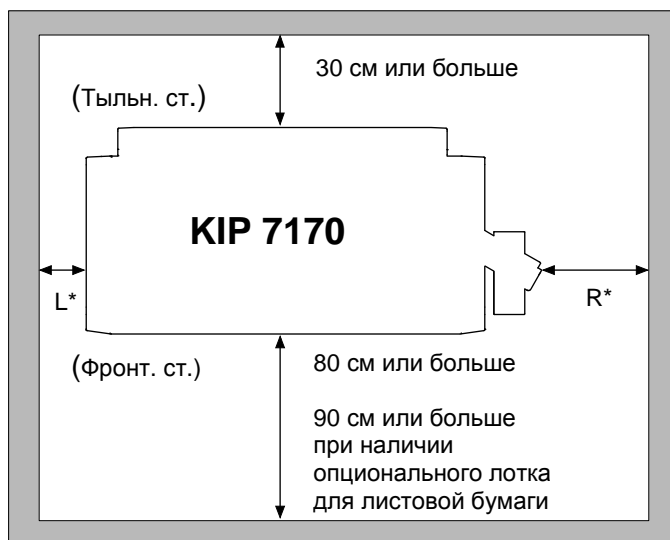 30 см или больше
(Тыльн. ст.)
KIP 7170
L*
R*
(Фронт. ст.)
80 см или больше
90 см или больше
при наличии
опционального лотка
для листовой бумаги